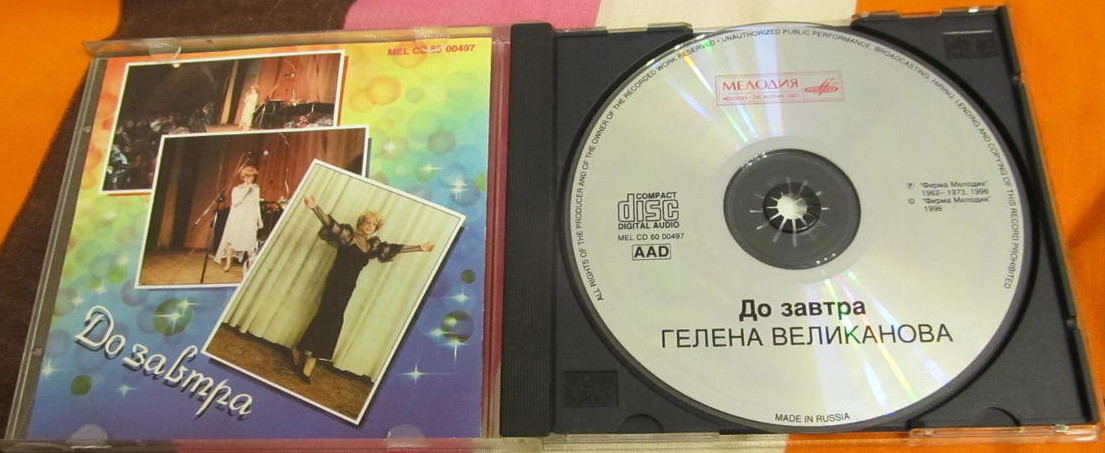 MEL CD 60 00497
До завтра
МЕЛОДИЯ
ALL RIGHTS OF THE PRODUCER AND OF THE OWNER OF THE RECORDED WORK RESERVED • UNAUTHORIZED PUBLIC PERFORMANCE, BROADCASTING, HIRING, LENDING AND COPYING OF THIS RECORD PROHIBITED
COMPACT
disc
DIGITAL AUDIO
MEL CD 60 00497
AAD
℗ "Фирма Мелодия"
1962– 1973, 1996
© "Фирма Мелодия"
1996
До завтра
ГЕЛЕНА ВЕЛИКАНОВА
MADE IN RUSSIA